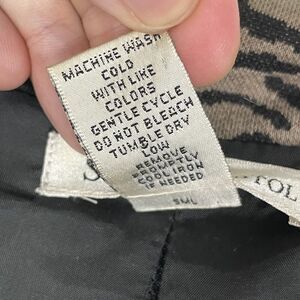 MACHINE WASH
COLD
WITH LIKE
COLORS
GENTLE CYCLE
DO NOT BLEACH
TUMBLE DRY
LOW
REMOVE
PROMPTLY
COOL IRON
IF NEEDED